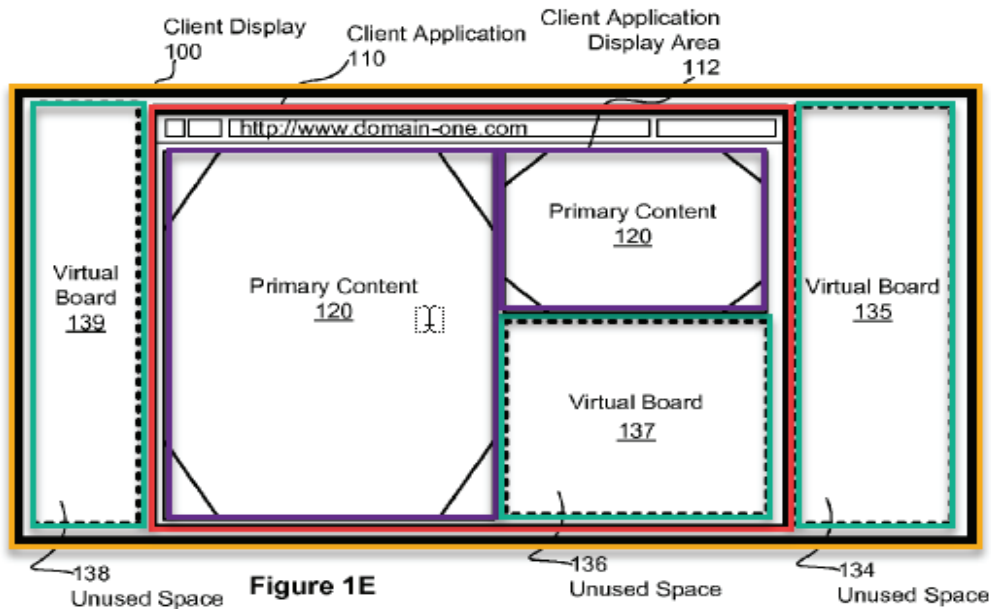 Client Display
100
Client Application
110
Client Application
Display Area
112
http://www.domain-one.com
Virtual
Board
139
Primary Content
120
Primary Content
120
Virtual Board
137
Virtual Board
135
138
Unused Space
Figure 1E
136
Unused Space
134
Unused Space